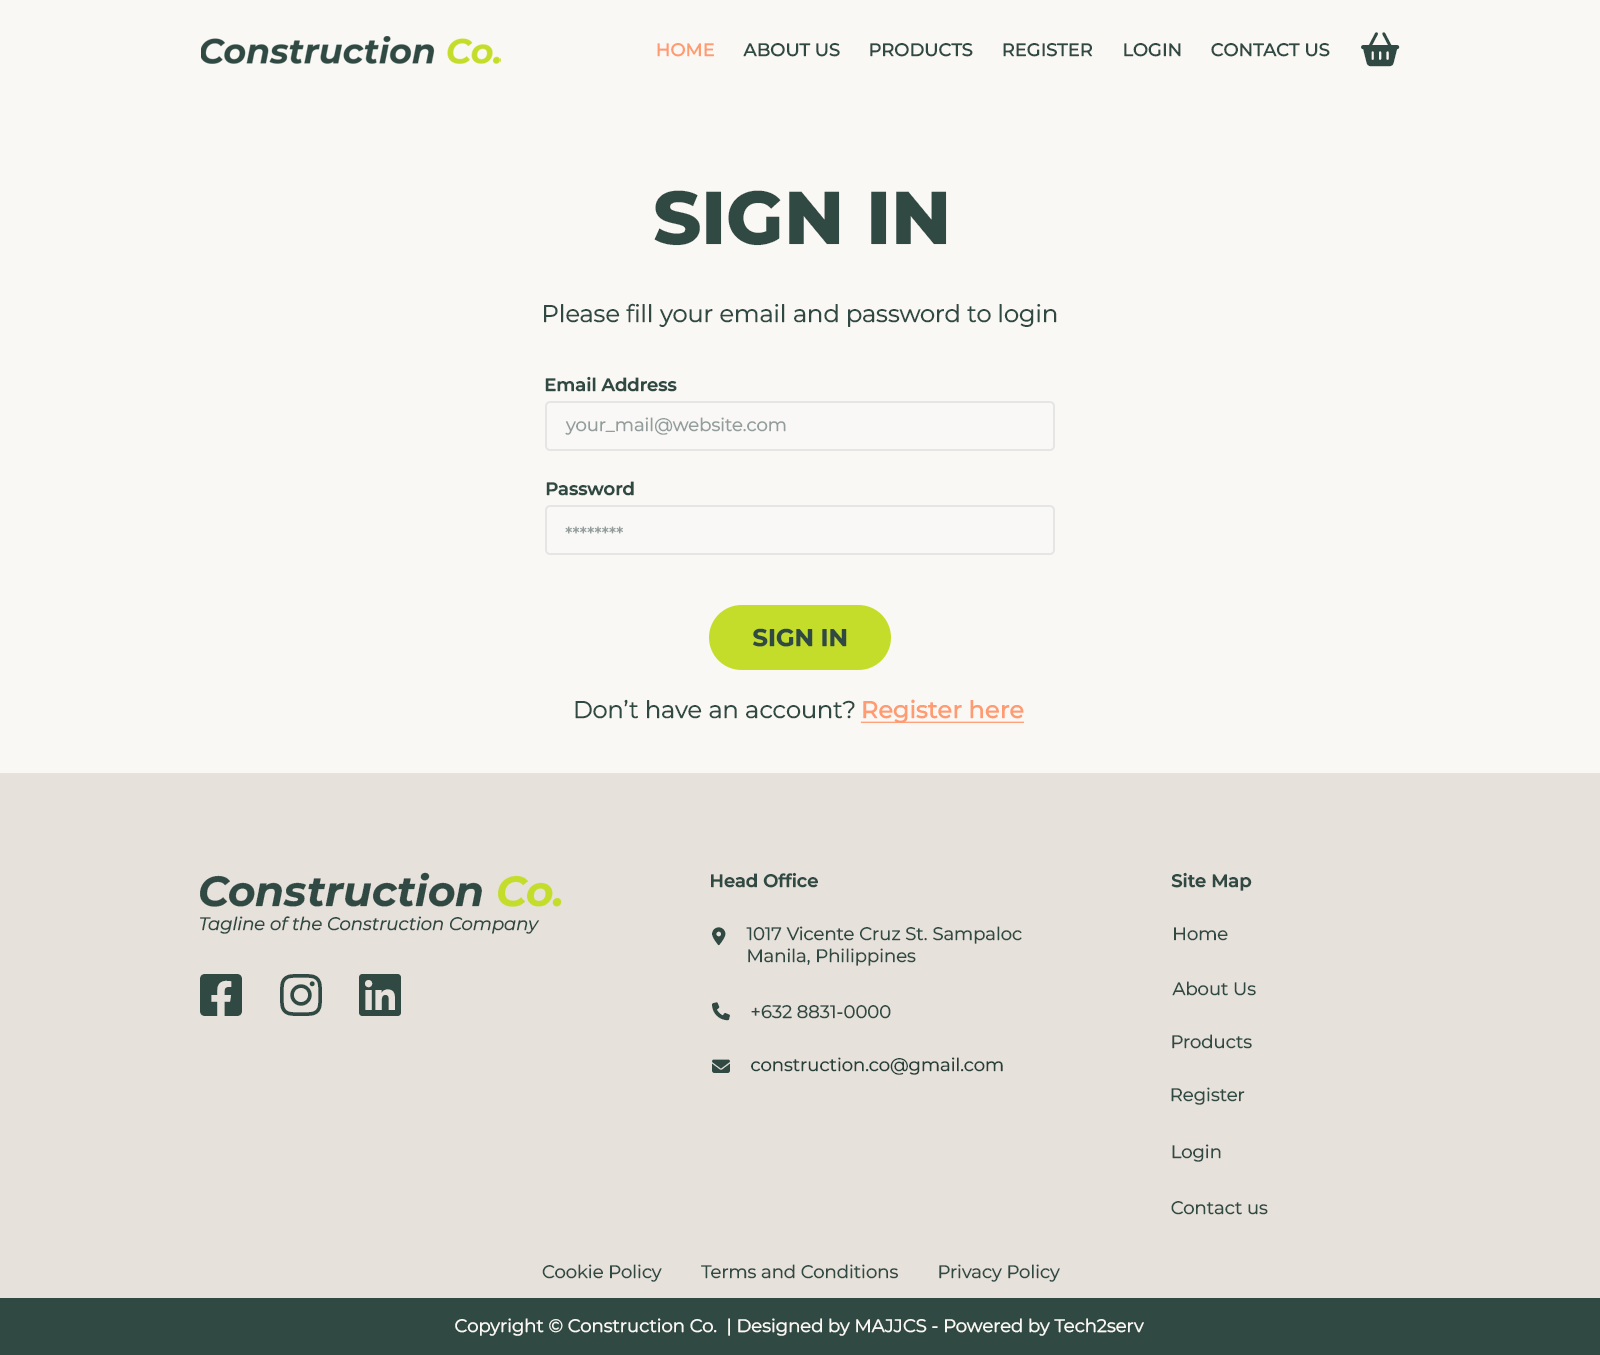 Construction Co.
HOME ABOUT US PRODUCTS REGISTER LOGIN CONTACT US
SIGN IN
Please fill your email and password to login
Email Address
your_mail@website.com
Password
********
SIGN IN
Don’t have an account? Register here
Construction Co.
Tagline of the Construction Company
Head Office
1017 Vicente Cruz St. Sampaloc
Manila, Philippines
+632 8831-0000
construction.co@gmail.com
Site Map
Home
About Us
Products
Register
Login
Contact us
Cookie Policy Terms and Conditions Privacy Policy
Copyright © Construction Co. | Designed by MAJJCS - Powered by Tech2serv